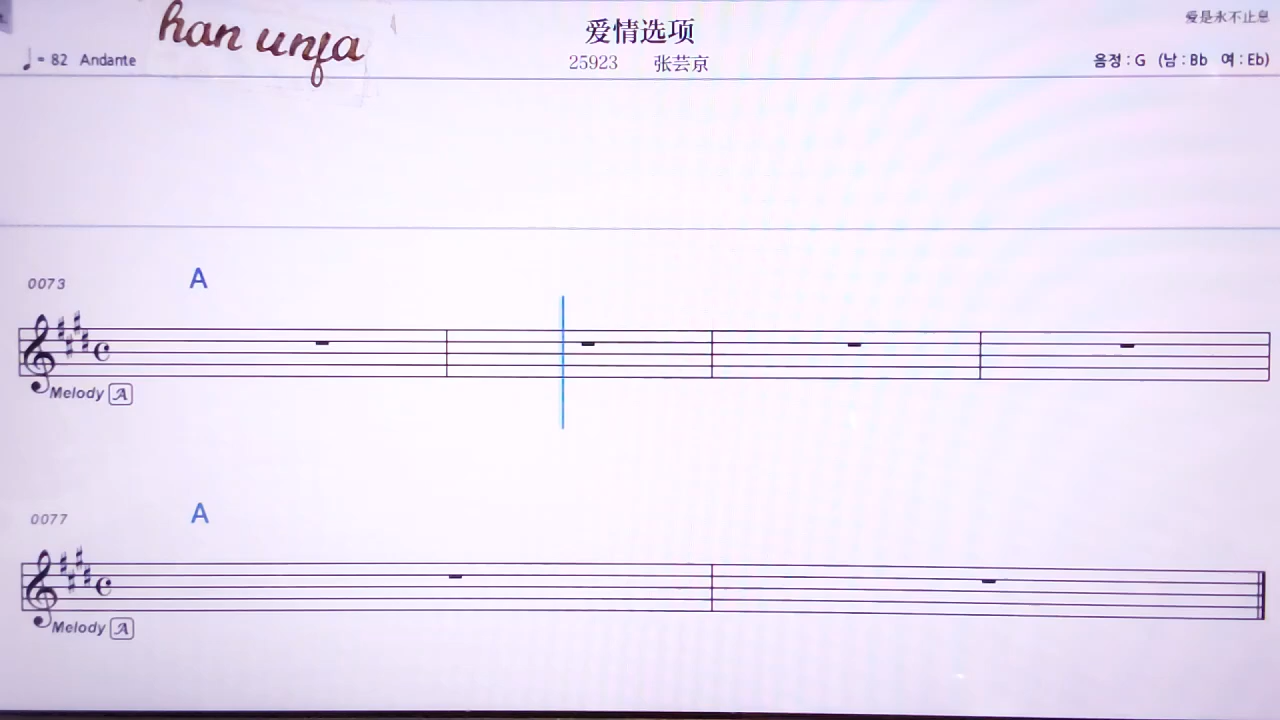 han unfa
爱情选项
爱是永不止息
♩ = 82 Andante
25923 张芸京
음정 : G (남 : Bb 여 : Eb)
0073
A
Melody A
0077
A
Melody A